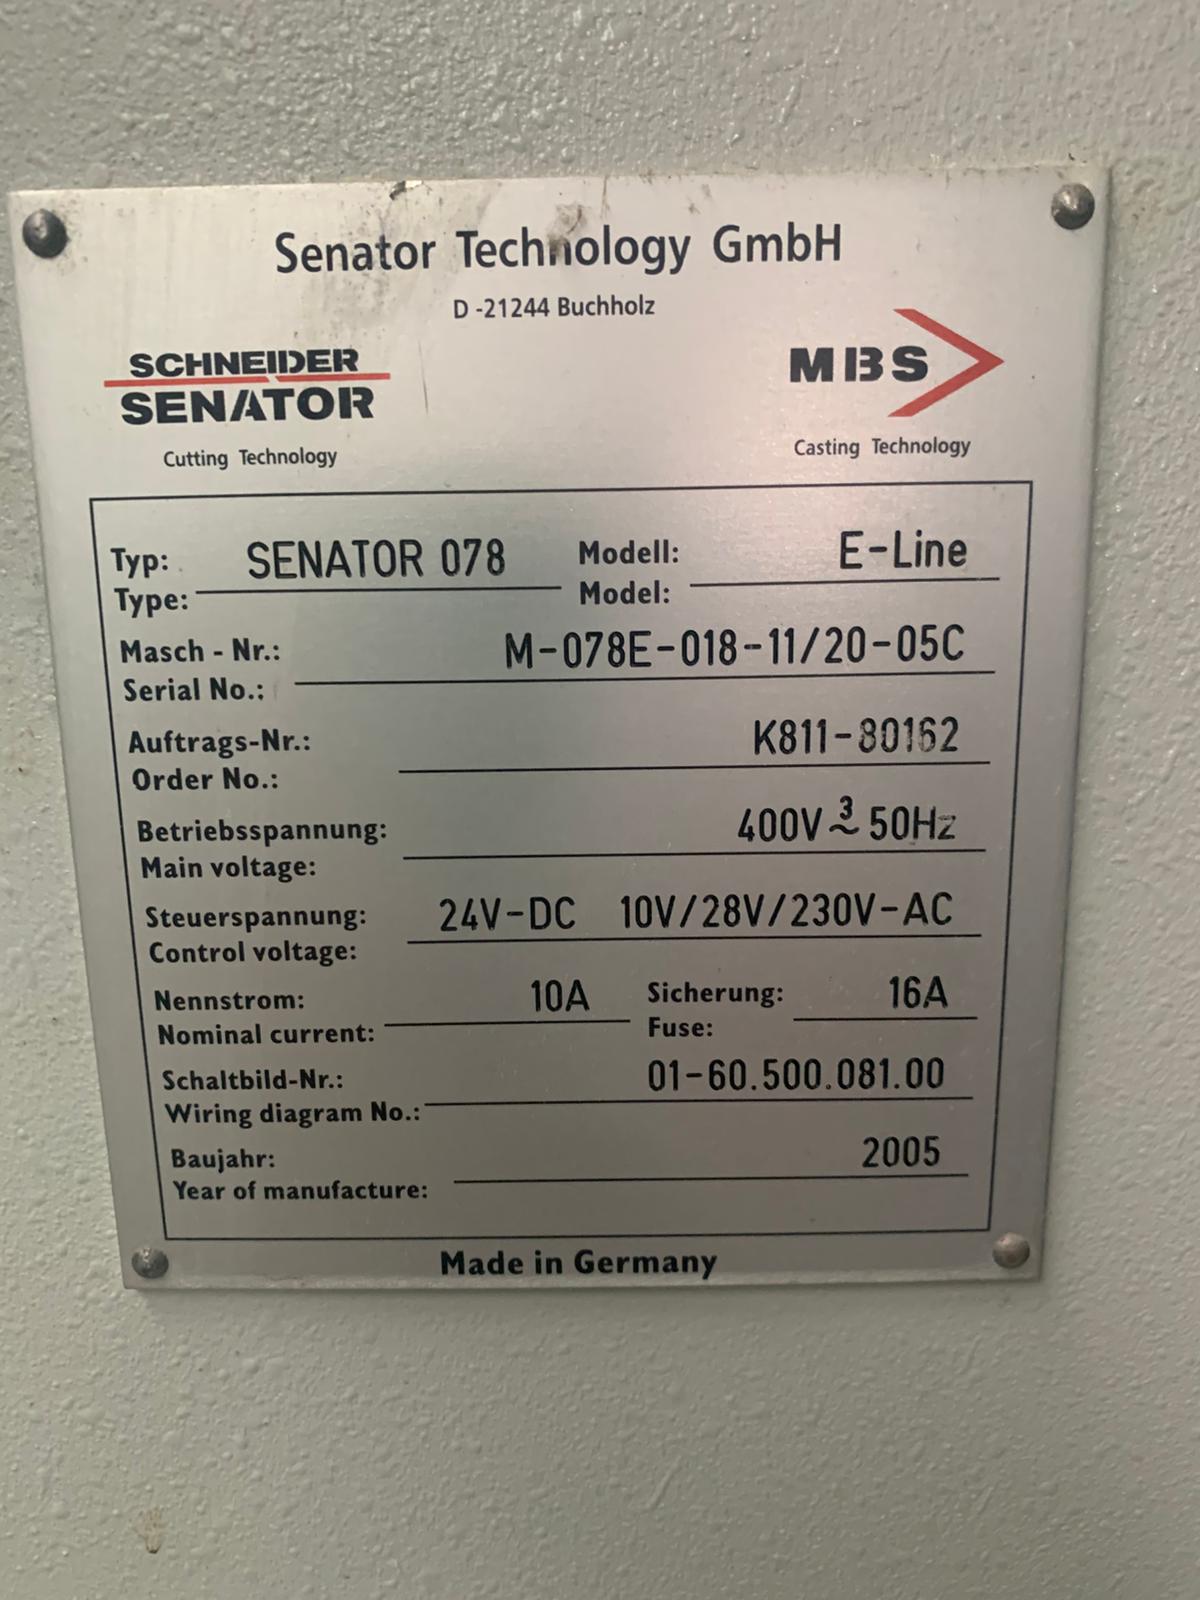 Senator Technology GmbH
D -21244 Buchholz
SCHNEIDER
SENATOR
Cutting Technology
MBS
Casting Technology
Typ: SENATOR 078 Modell: E-Line
Type: Model:
Masch - Nr.: M-078E-018-11/20-05C
Serial No.:
Auftrags-Nr.: K811-80162
Order No.:
Betriebsspannung: 400V 3~ 50Hz
Main voltage:
Steuerspannung: 24V-DC 10V/28V/230V-AC
Control voltage:
Nennstrom: 10A Sicherung: 16A
Nominal current: Fuse:
Schaltbild-Nr.: 01-60.500.081.00
Wiring diagram No.:
Baujahr: 2005
Year of manufacture:
Made in Germany